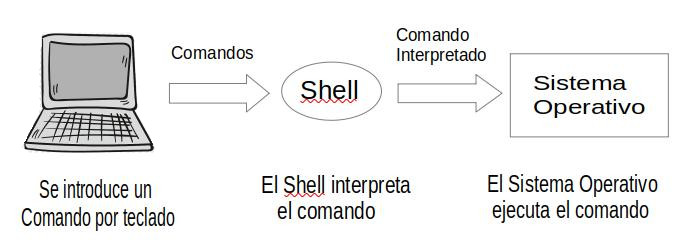 Comandos
Shell
Comando
Interpretado
Sistema
Operativo
Se introduce un
Comando por teclado
El Shell interpreta
el comando
El Sistema Operativo
ejecuta el comando